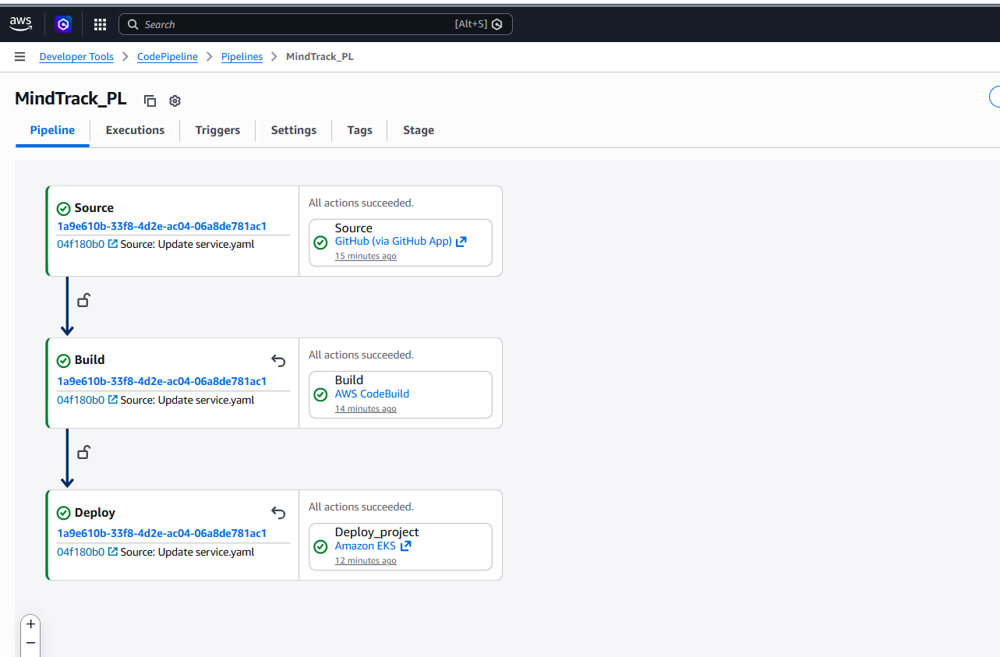 aws
Search [Alt+S]
Developer Tools CodePipeline Pipelines MindTrack_PL
MindTrack_PL
Pipeline Executions Triggers Settings Tags Stage
Source
1a9e610b-33f8-4d2e-ac04-06a8de781ac1
04f180b0 Source: Update service.yaml
All actions succeeded.
Source
GitHub (via GitHub App)
15 minutes ago
Build
1a9e610b-33f8-4d2e-ac04-06a8de781ac1
04f180b0 Source: Update service.yaml
All actions succeeded.
Build
AWS CodeBuild
14 minutes ago
Deploy
1a9e610b-33f8-4d2e-ac04-06a8de781ac1
04f180b0 Source: Update service.yaml
All actions succeeded.
Deploy_project
Amazon EKS
12 minutes ago
+
−